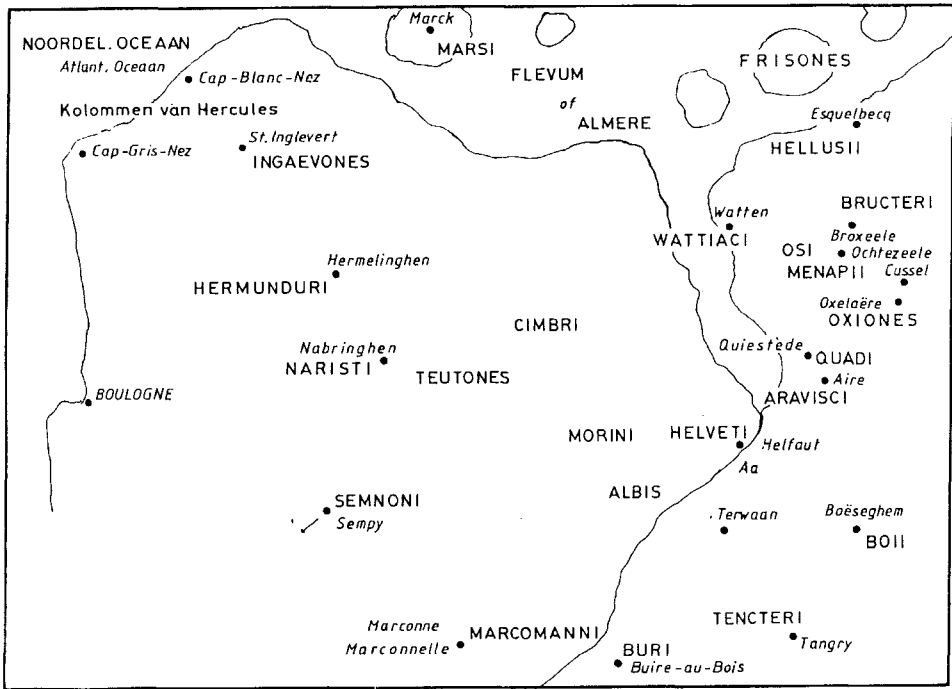 Marck
MARSI
NOORDEL. OCEAAN
Atlant. Oceaan
Cap-Blanc-Nez
Kolommen van Hercules
Cap-Gris-Nez
St. Inglevert
INGAEVONES
FLEVUM
of
ALMERE
FRISONES
Esquelbecq
HELLUSII
BRUCTERI
Watten
WATTIACI
Broxeele
OSI
Ochtezeele
MENAPII
Cussel
Oxelaëre
OXIONES
Hermelinghen
HERMUNDURI
CIMBRI
Nabringhen
NARISTI
TEUTONES
Quiestede
QUADI
Aire
ARAVISCI
BOULOGNE
MORINI
HELVETI
Helfaut
Aa
ALBIS
SEMNONI
Sempy
Terwaan
Boëseghem
BOII
Marconne
Marconnelle
MARCOMANNI
TENCTERI
Tangry
BURI
Buire-au-Bois